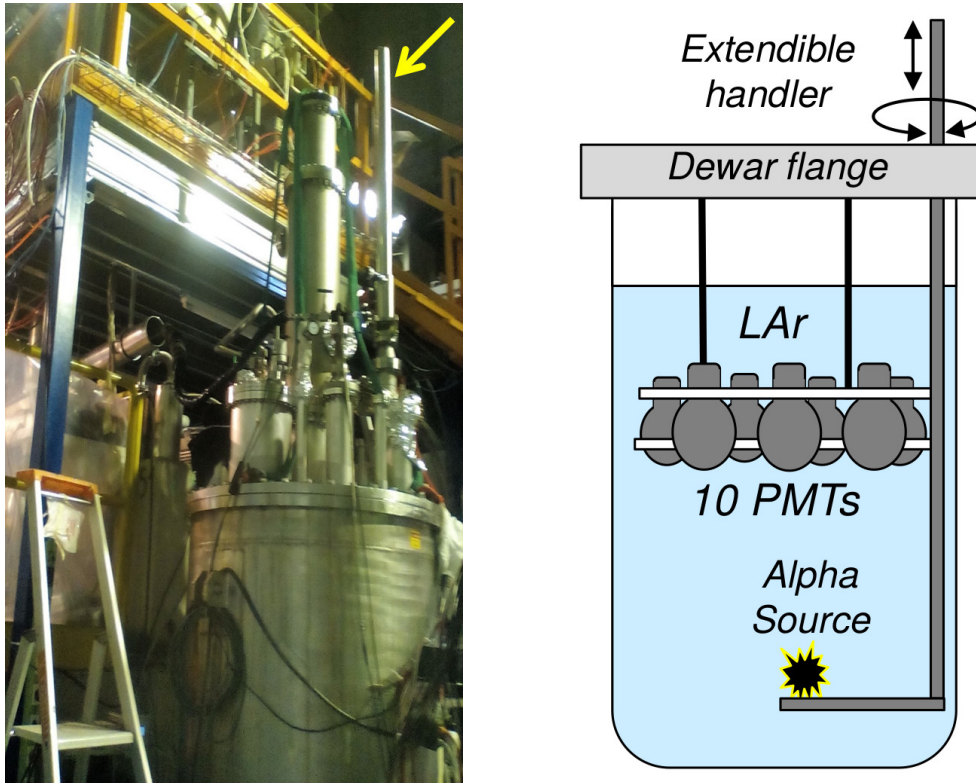 Extendible
handler
Dewar flange
LAr
10 PMTs
Alpha
Source